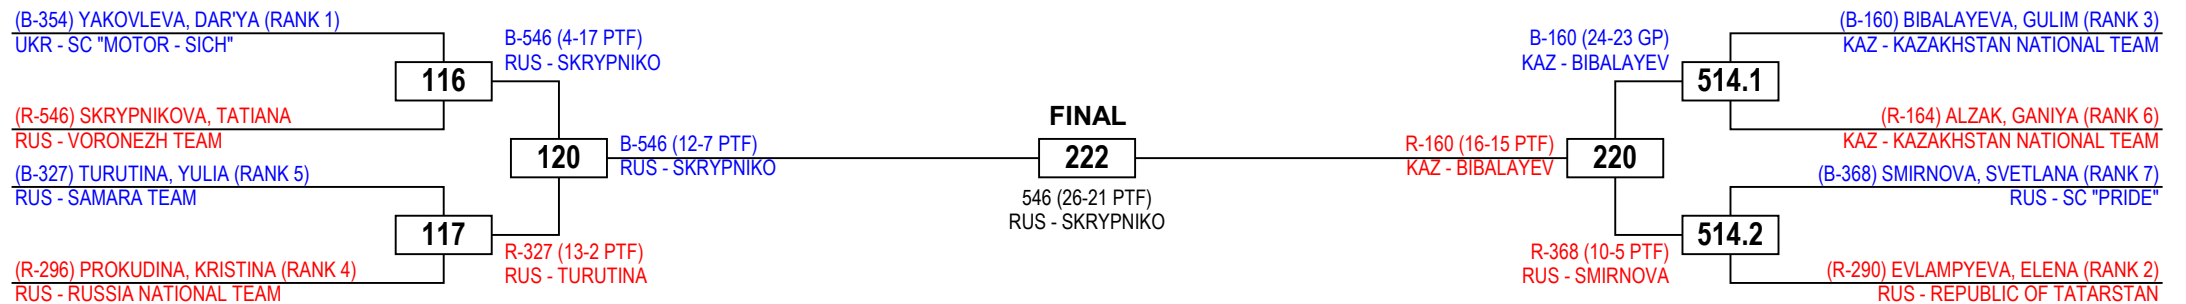 (B-354) YAKOVLEVA, DAR'YA (RANK 1)
UKR - SC "MOTOR - SICH"
116
(R-546) SKRYPNIKOVA, TATIANA
RUS - VORONEZH TEAM
B-546 (4-17 PTF)
RUS - SKRYPNIKO
(B-327) TURUTINA, YULIA (RANK 5)
RUS - SAMARA TEAM
117
(R-296) PROKUDINA, KRISTINA (RANK 4)
RUS - RUSSIA NATIONAL TEAM
R-327 (13-2 PTF)
RUS - TURUTINA
120
B-546 (12-7 PTF)
RUS - SKRYPNIKO
FINAL
222
546 (26-21 PTF)
RUS - SKRYPNIKO
R-160 (16-15 PTF)
KAZ - BIBALAYEV
220
B-160 (24-23 GP)
KAZ - BIBALAYEV
(B-160) BIBALAYEVA, GULIM (RANK 3)
KAZ - KAZAKHSTAN NATIONAL TEAM
514.1
(R-164) ALZAK, GANIYA (RANK 6)
KAZ - KAZAKHSTAN NATIONAL TEAM
R-368 (10-5 PTF)
RUS - SMIRNOVA
(B-368) SMIRNOVA, SVETLANA (RANK 7)
RUS - SC "PRIDE"
514.2
(R-290) EVLAMPYEVA, ELENA (RANK 2)
RUS - REPUBLIC OF TATARSTAN